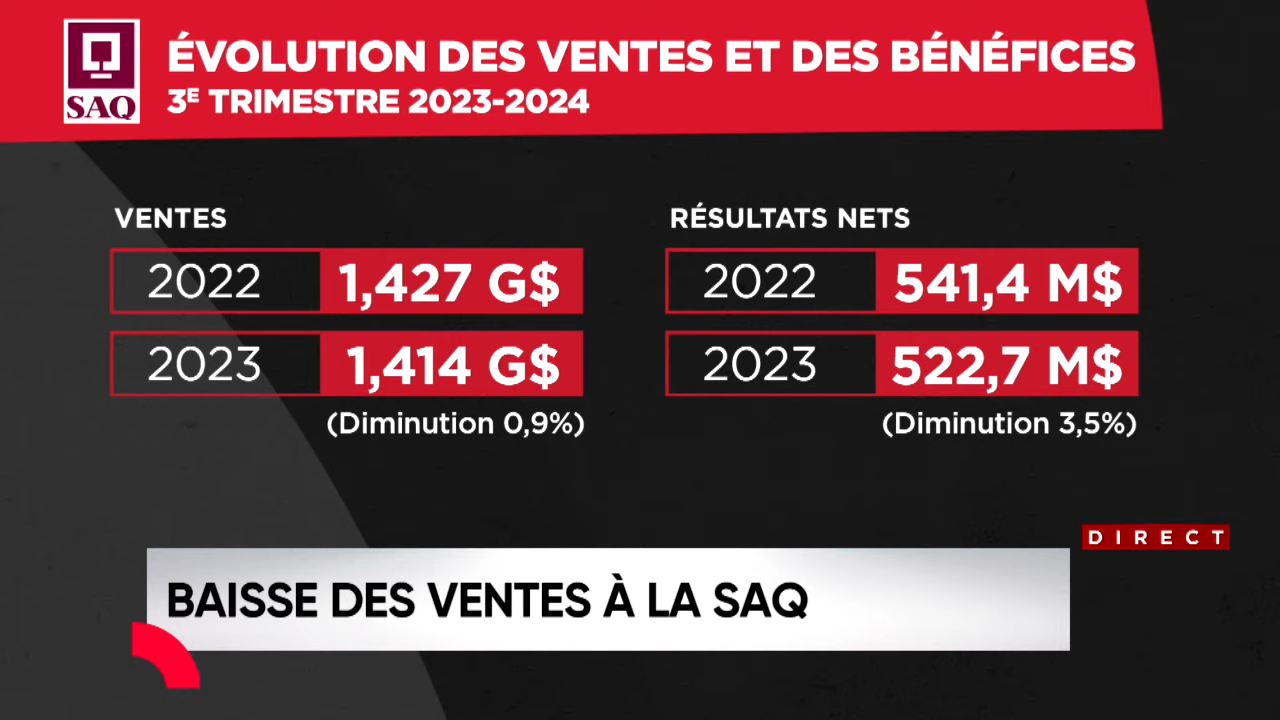 SAQ
ÉVOLUTION DES VENTES ET DES BÉNÉFICES
3E TRIMESTRE 2023-2024
VENTES
2022 1,427 G$
2023 1,414 G$
(Diminution 0,9%)
RÉSULTATS NETS
2022 541,4 M$
2023 522,7 M$
(Diminution 3,5%)
DIRECT
BAISSE DES VENTES À LA SAQ